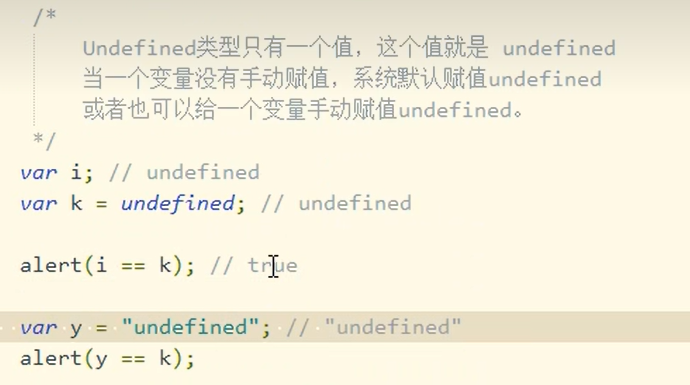 /*
Undefined类型只有一个值，这个值就是 undefined
当一个变量没有手动赋值，系统默认赋值undefined
或者也可以给一个变量手动赋值undefined。
*/
var i; // undefined
var k = undefined; // undefined
alert(i == k); // true
var y = "undefined"; // "undefined"
alert(y == k);